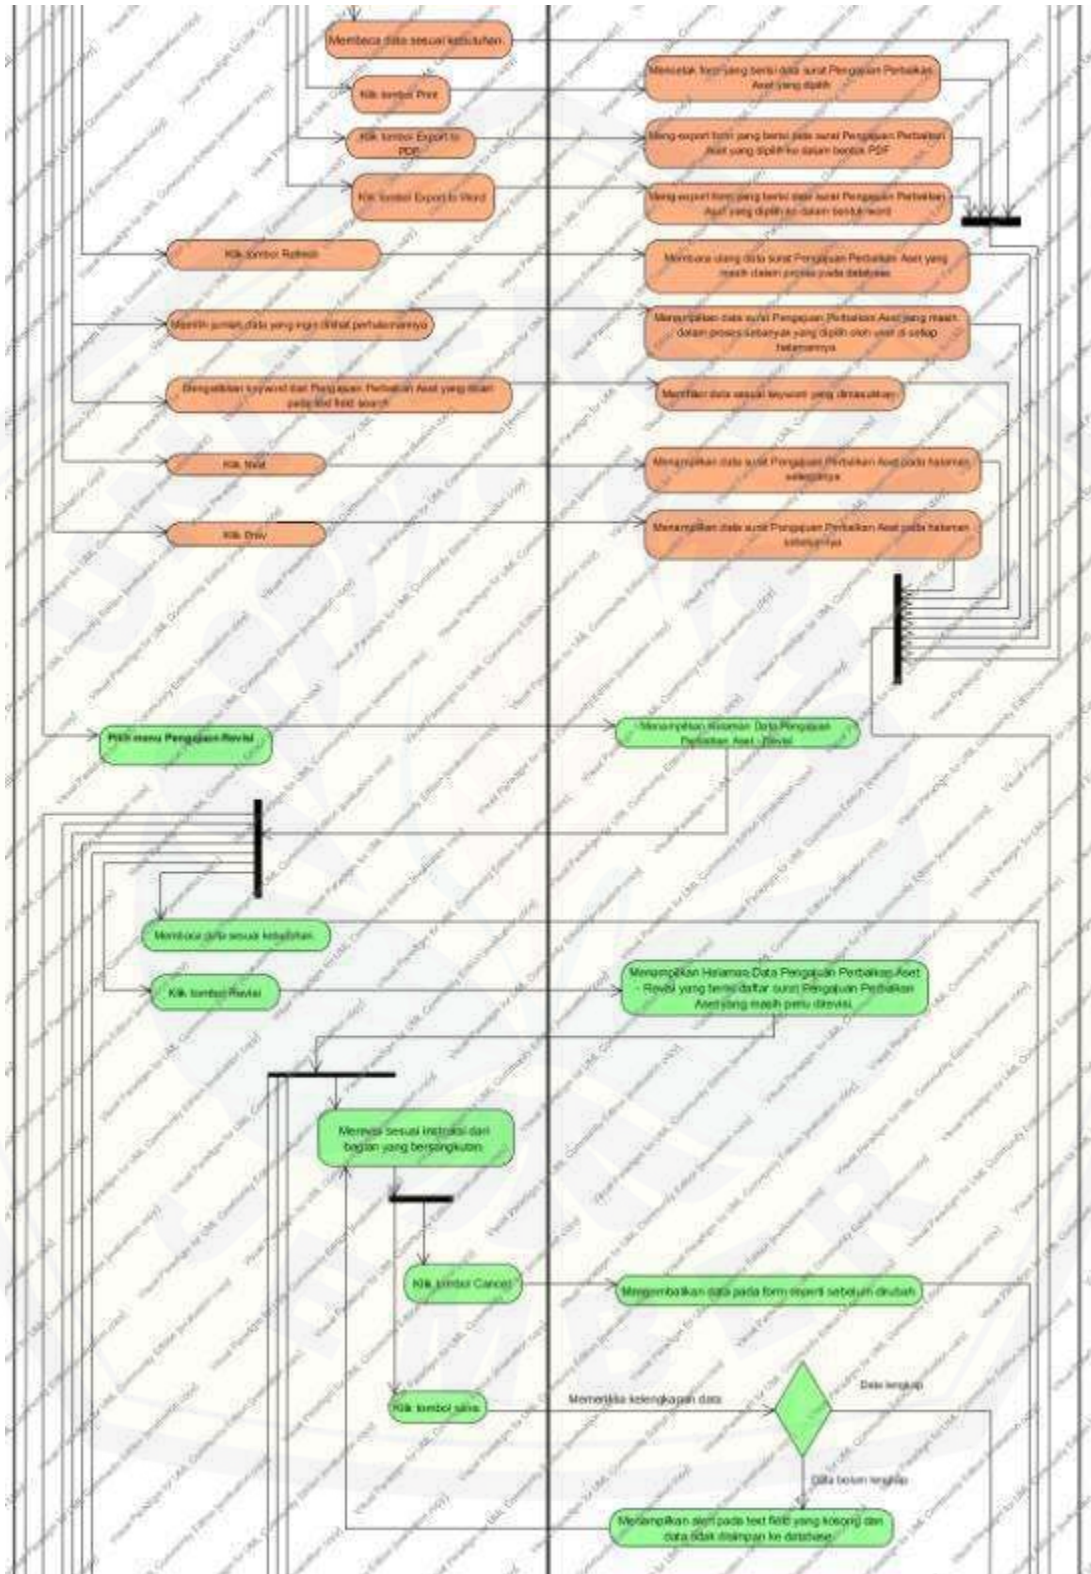 Membaca data sesuai kebutuhan.
Mencetak form yang berisi data surat Pengajuan Perbaikan
Aset yang dipilih
Klik tombol Print
Klik tombol Export to
PDF
Meng-export form yang berisi data surat Pengajuan Perbaikan
Aset yang dipilih ke dalam bentuk PDF
Klik tombol Export to Word
Meng-export form yang berisi data surat Pengajuan Perbaikan
Aset yang dipilih ke dalam bentuk word
Klik tombol Refresh
Membaca ulang data surat Pengajuan Perbaikan Aset yang
masih dalam proses pada database
Memilih jumlah data yang ingin dilihat perhalamannya
Menampilkan data surat Pengajuan Perbaikan Aset yang masih
dalam proses sebanyak yang dipilih oleh user di setiap
halamannya
keyword dari Pengajuan Perbaikan Aset yang dicari
pada text field search
Memfilter data sesuai keyword yang dimasukkan
Klik Next
Menampilkan data surat Pengajuan Perbaikan Aset pada halaman
selanjutnya
Klik Prev
Menampilkan data surat Pengajuan Perbaikan Aset pada halaman
sebelumnya
Pilih menu Pengajuan Revisi
Menampilkan Halaman Data Pengajuan
Perbaikan Aset - Revisi
Membaca data sesuai kebutuhan
Klik tombol Revisi
Menampilkan Halaman Data Pengajuan Perbaikan Aset
- Revisi yang berisi daftar surat Pengajuan Perbaikan
Aset yang masih perlu direvisi.
Merevisi sesuai instruksi dari
bagian yang bersangkutan.
Klik tombol Cancel
Mengembalikan data pada form seperti sebelum dirubah
Klik tombol save
Memeriksa kelengkapan data
Data lengkap
Data belum lengkap
Menampilkan alert pada text field yang kosong dan
data tidak disimpan ke database
Visual Paradigm for UML Community Edition [evaluation copy]